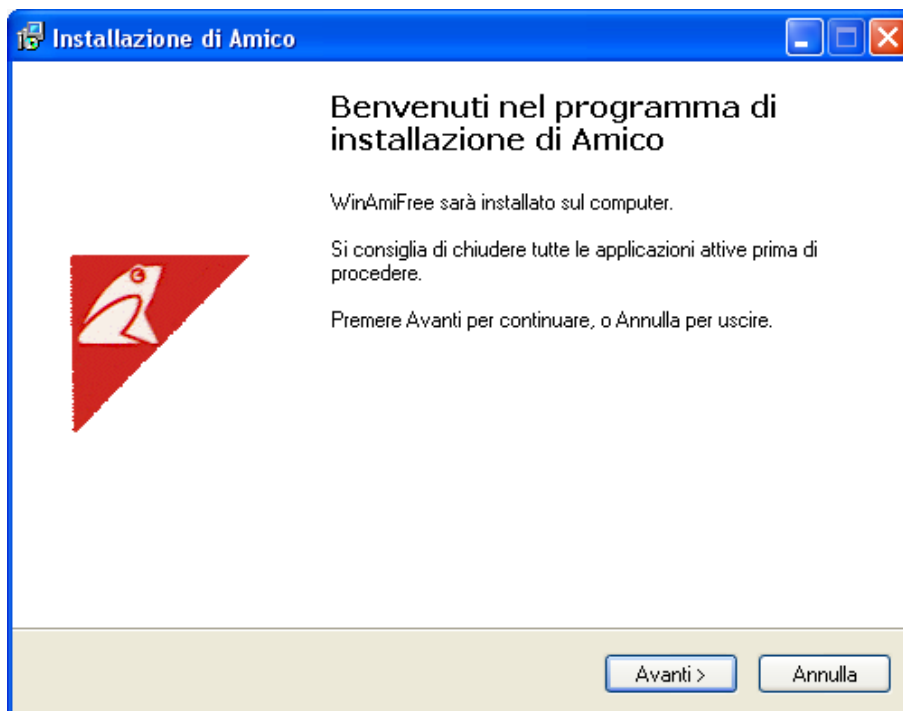 Installazione di Amico
Benvenuti nel programma di
installazione di Amico
WinAmiFree sarà installato sul computer.
Si consiglia di chiudere tutte le applicazioni attive prima di
procedere.
Premere Avanti per continuare, o Annulla per uscire.
Avanti >
Annulla